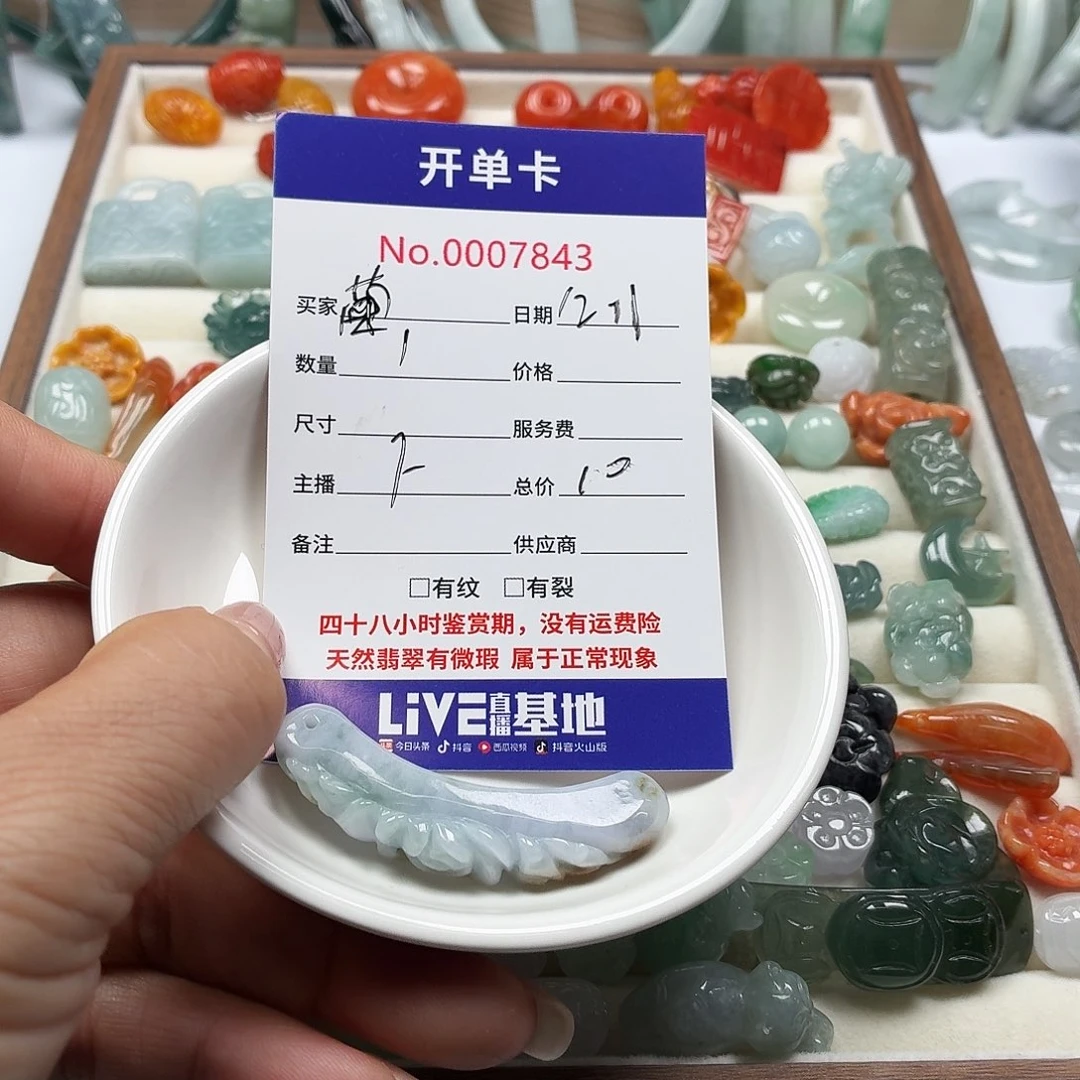 开单卡
No.0007843
买家 日期
数量 1 价格
尺寸 服务费
主播 总价 10
备注 供应商
□有纹 □有裂
四十八小时鉴赏期，没有运费险
天然翡翠有微瑕 属于正常现象
LIVE直播基地
今日头条 抖音 西瓜视频 抖音火山版